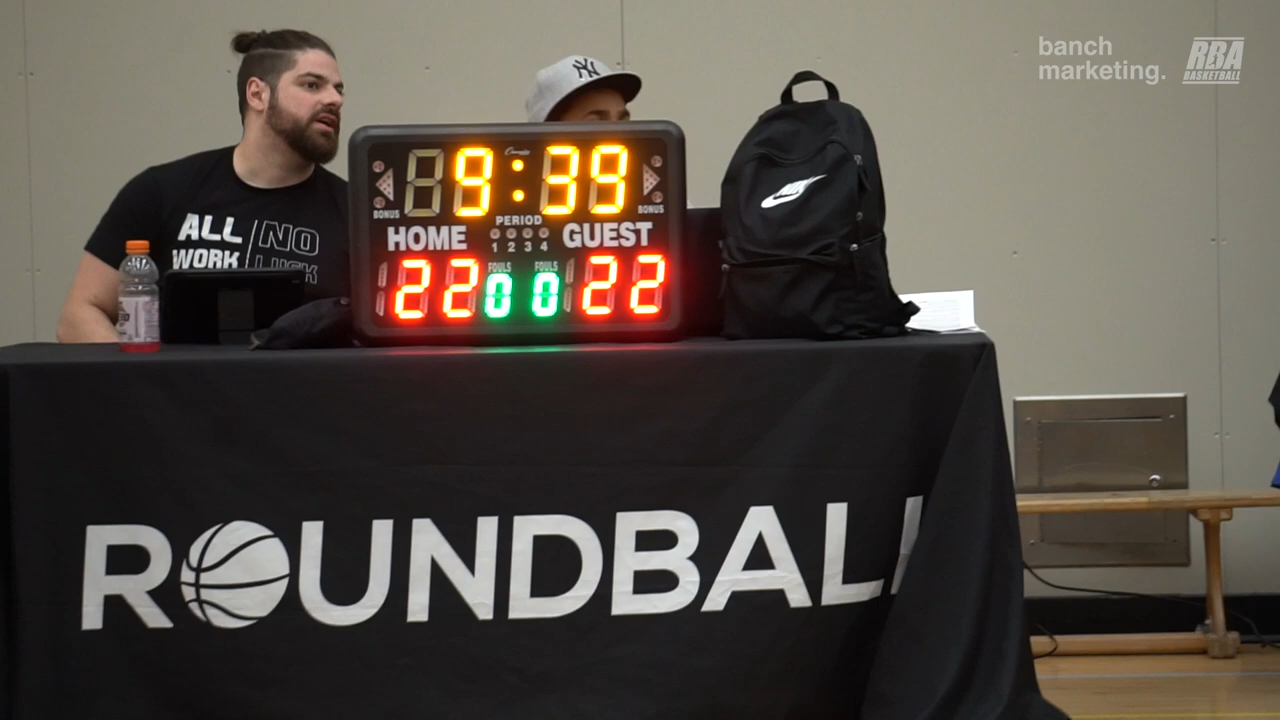 banch
marketing.
RBA
BASKETBALL
NY
ALL NO
WORK LUCK
9:39
BONUS
BONUS
PERIOD
HOME
1 2 3 4
GUEST
FOULS
FOULS
22
0
0
22
NIKE
ROUNDBALL